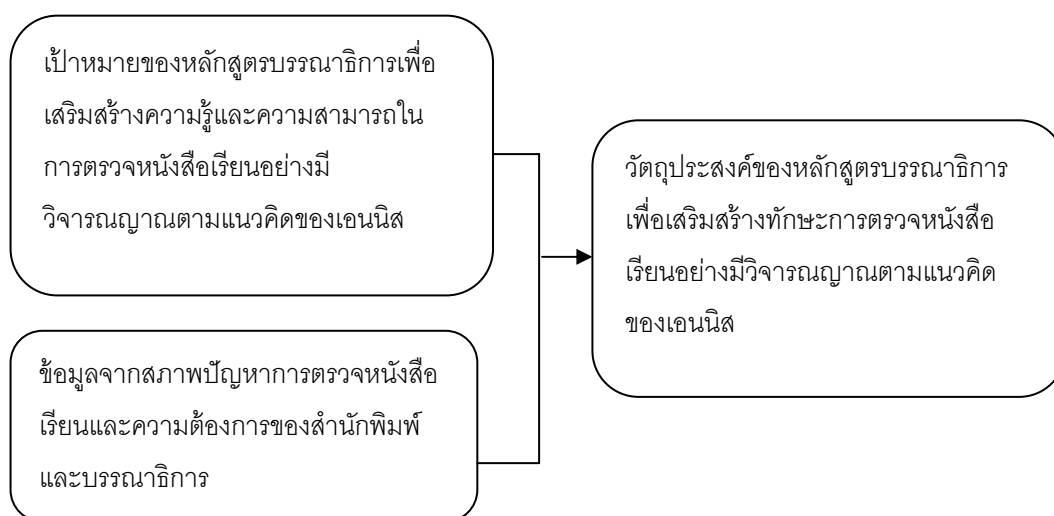 เป้าหมายของหลักสูตรบรรณาธิการเพื่อ
เสริมสร้างความรู้และความสามารถใน
การตรวจหนังสือเรียนอย่างมี
วิจารณญาณตามแนวคิดของเอนนิส
ข้อมูลจากสภาพปัญหาการตรวจหนังสือ
เรียนและความต้องการของสำนักพิมพ์
และบรรณาธิการ
วัตถุประสงค์ของหลักสูตรบรรณาธิการ
เพื่อเสริมสร้างทักษะการตรวจหนังสือ
เรียนอย่างมีวิจารณญาณตามแนวคิด
ของเอนนิส